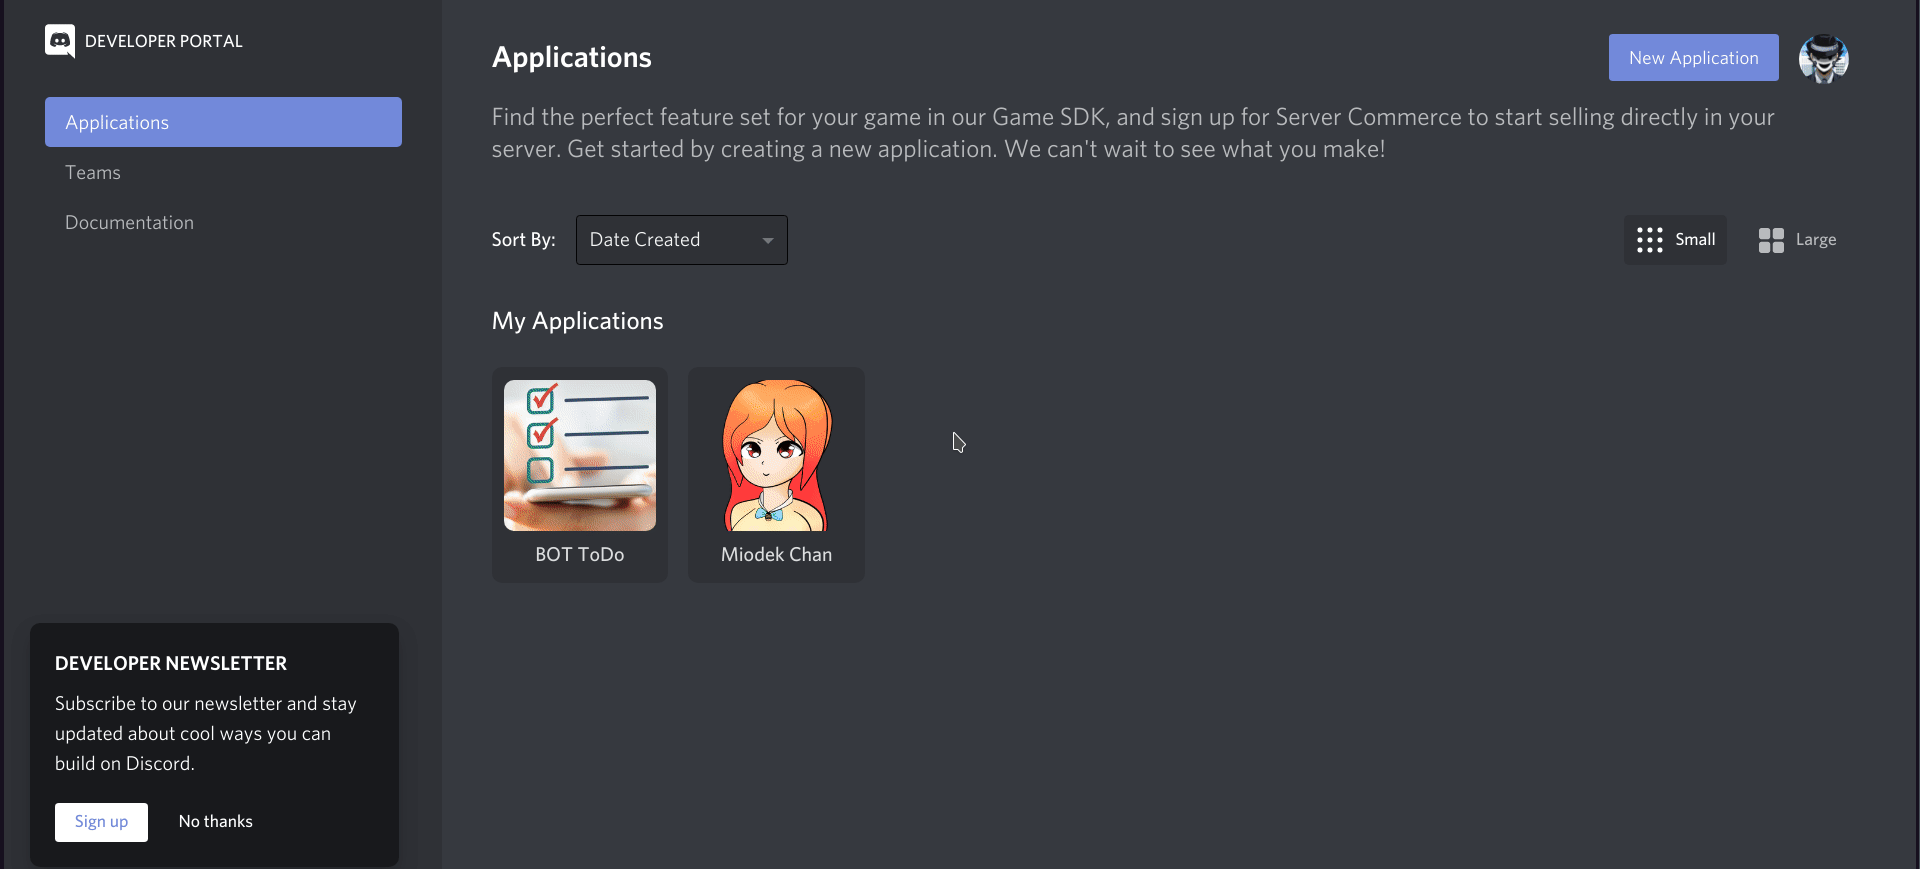 DEVELOPER PORTAL
Applications
Teams
Documentation
DEVELOPER NEWSLETTER
Subscribe to our newsletter and stay
updated about cool ways you can
build on Discord.
Sign up
No thanks
Applications
New Application
Find the perfect feature set for your game in our Game SDK, and sign up for Server Commerce to start selling directly in your
server. Get started by creating a new application. We can't wait to see what you make!
Sort By:
Date Created
Small
Large
My Applications
BOT ToDo
Miodek Chan